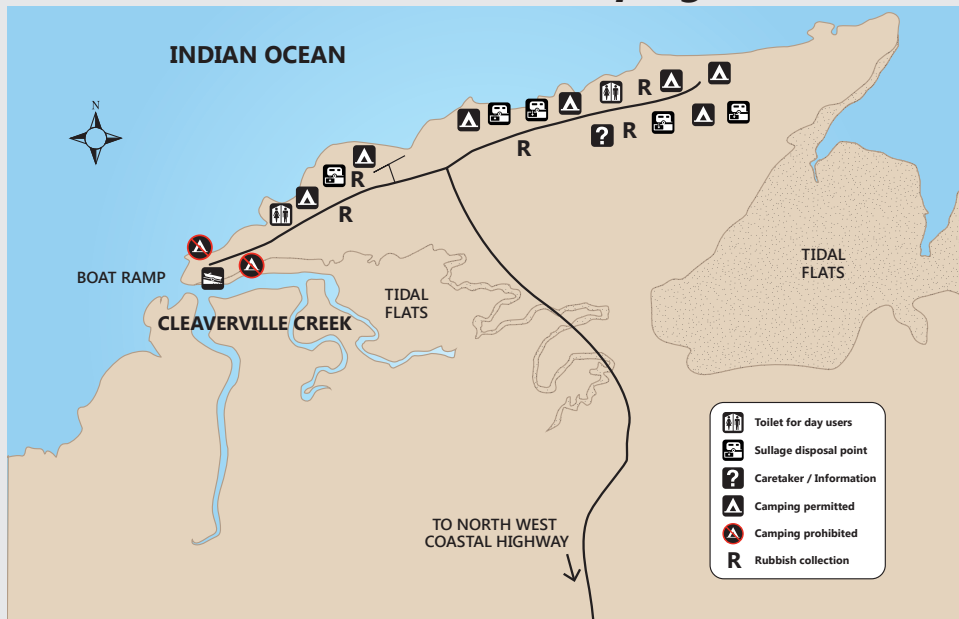 INDIAN OCEAN
N
R
R
R
R
R
BOAT RAMP
TIDAL
FLATS
TIDAL
FLATS
CLEAVERVILLE CREEK
TO NORTH WEST
COASTAL HIGHWAY
Toilet for day users
Sullage disposal point
? Caretaker / Information
Camping permitted
Camping prohibited
R Rubbish collection